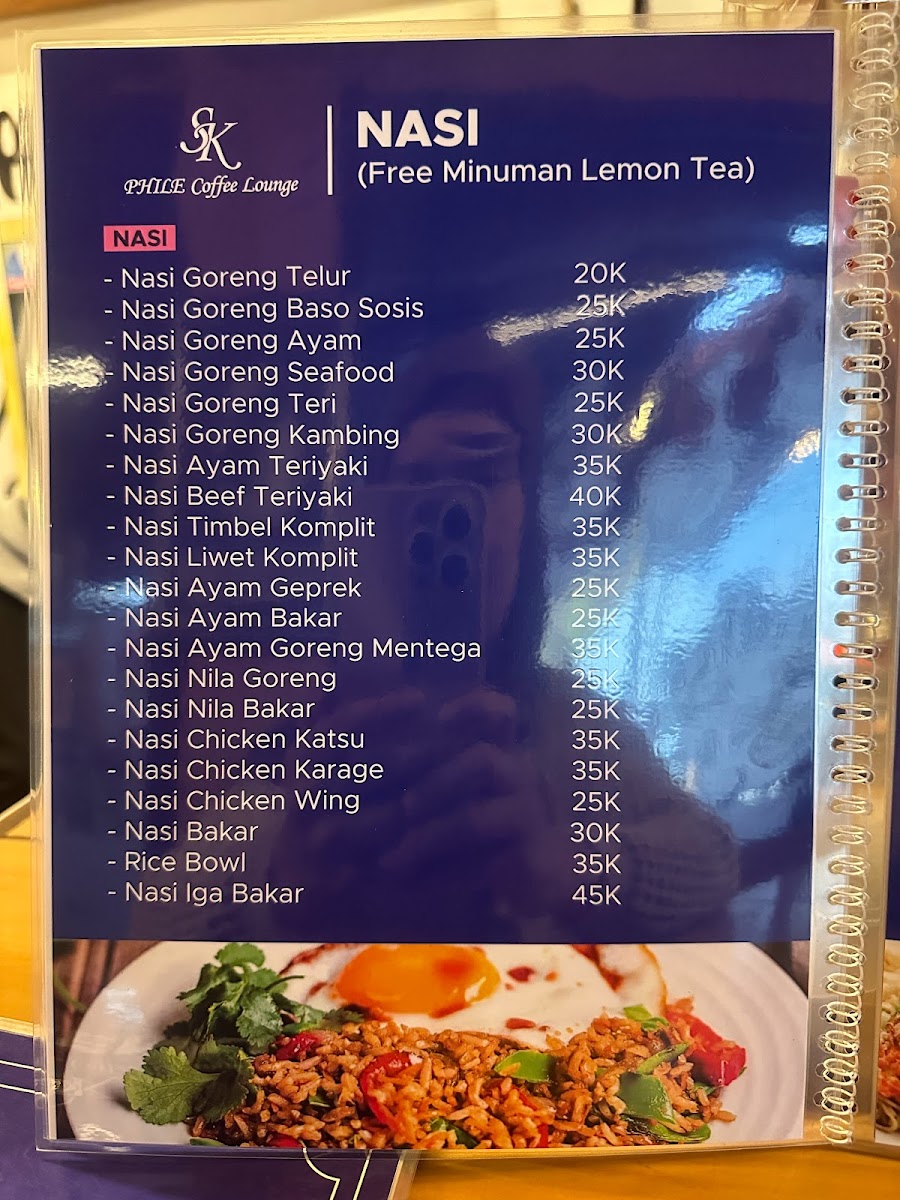 SK
PHILE Coffee Lounge
NASI
(Free Minuman Lemon Tea)
NASI
- Nasi Goreng Telur 20K
- Nasi Goreng Baso Sosis 25K
- Nasi Goreng Ayam 25K
- Nasi Goreng Seafood 30K
- Nasi Goreng Teri 25K
- Nasi Goreng Kambing 30K
- Nasi Ayam Teriyaki 35K
- Nasi Beef Teriyaki 40K
- Nasi Timbel Komplit 35K
- Nasi Liwet Komplit 35K
- Nasi Ayam Geprek 25K
- Nasi Ayam Bakar 25K
- Nasi Ayam Goreng Mentega 35K
- Nasi Nila Goreng 25K
- Nasi Nila Bakar 25K
- Nasi Chicken Katsu 35K
- Nasi Chicken Karage 35K
- Nasi Chicken Wing 25K
- Nasi Bakar 30K
- Rice Bowl 35K
- Nasi Iga Bakar 45K